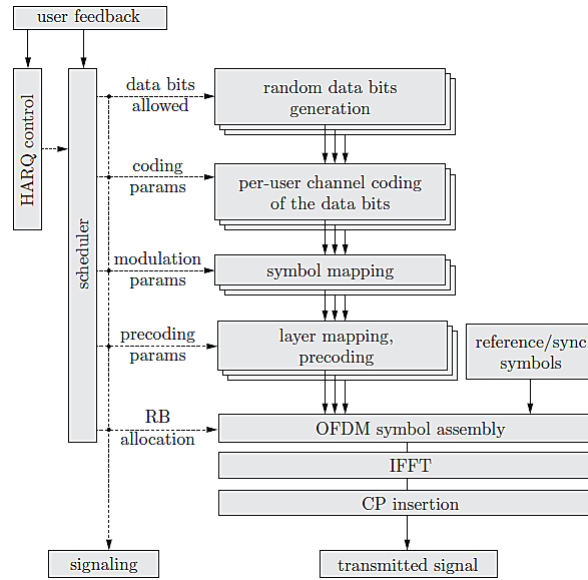 user feedback
HARQ control
scheduler
data bits
allowed
random data bits
generation
coding
params
per-user channel coding
of the data bits
modulation
params
symbol mapping
precoding
params
layer mapping,
precoding
reference/sync
symbols
RB
allocation
OFDM symbol assembly
IFFT
CP insertion
signaling
transmitted signal